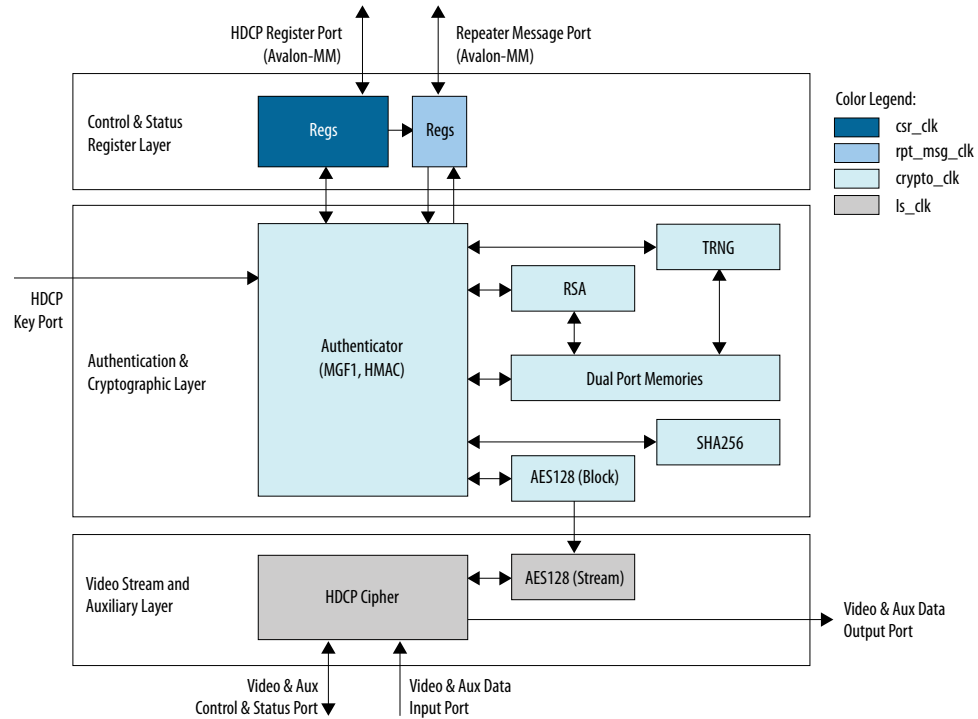 HDCP Register Port
(Avalon-MM)
Repeater Message Port
(Avalon-MM)
Control & Status
Register Layer
Regs
Regs
Color Legend:
csr_clk
rpt_msg_clk
crypto_clk
ls_clk
HDCP
Key Port
Authentication &
Cryptographic Layer
Authenticator
(MGF1, HMAC)
TRNG
RSA
Dual Port Memories
SHA256
AES128 (Block)
Video Stream and
Auxiliary Layer
HDCP Cipher
AES128 (Stream)
Video & Aux Data
Output Port
Video & Aux
Control & Status Port
Video & Aux Data
Input Port